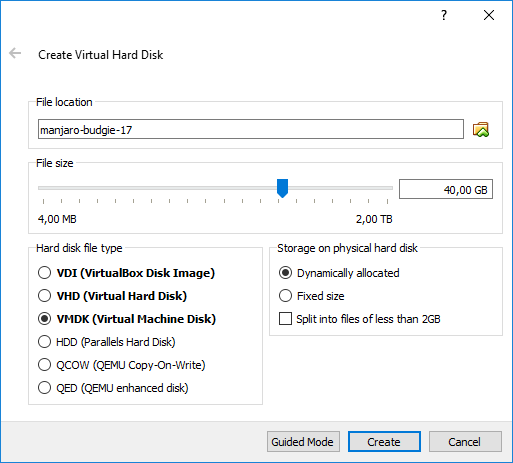 ?
Create Virtual Hard Disk
File location
manjaro-budgie-17
File size
40,00 GB
4,00 MB 2,00 TB
Hard disk file type
VDI (VirtualBox Disk Image)
VHD (Virtual Hard Disk)
VMDK (Virtual Machine Disk)
HDD (Parallels Hard Disk)
QCOW (QEMU Copy-On-Write)
QED (QEMU enhanced disk)
Storage on physical hard disk
Dynamically allocated
Fixed size
Split into files of less than 2GB
Guided Mode Create Cancel